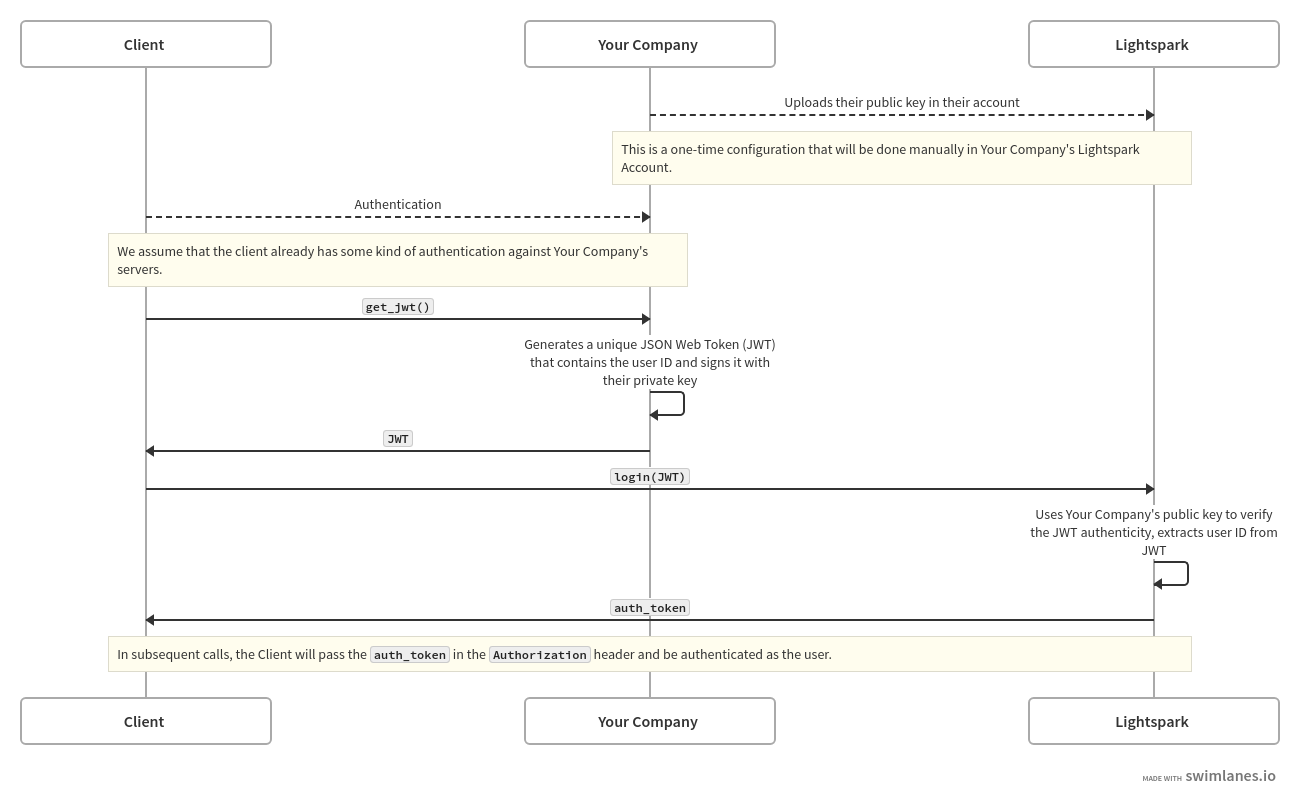 Client
Your Company
Lightspark
Uploads their public key in their account
This is a one-time configuration that will be done manually in Your Company's Lightspark
Account.
Authentication
We assume that the client already has some kind of authentication against Your Company's
servers.
get_jwt()
Generates a unique JSON Web Token (JWT)
that contains the user ID and signs it with
their private key
JWT
login(JWT)
Uses Your Company's public key to verify
the JWT authenticity, extracts user ID from
JWT
auth_token
In subsequent calls, the Client will pass the auth_token in the Authorization header and be authenticated as the user.
Client
Your Company
Lightspark
MADE WITH swimlanes.io